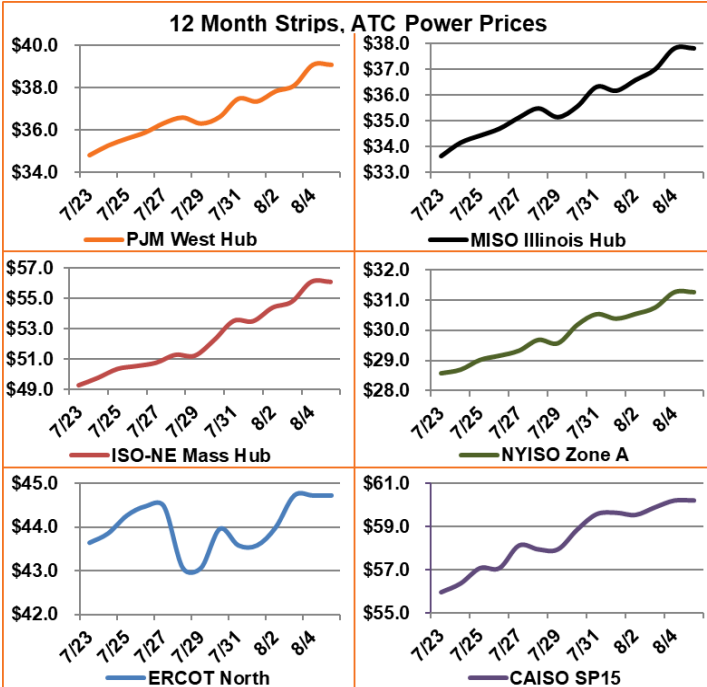 12 Month Strips, ATC Power Prices
$40.0
$38.0
$36.0
$34.0
7/23 7/25 7/27 7/29 7/31 8/2 8/4
PJM West Hub
$38.0
$37.0
$36.0
$35.0
$34.0
$33.0
7/23 7/25 7/27 7/29 7/31 8/2 8/4
MISO Illinois Hub
$57.0
$55.0
$53.0
$51.0
$49.0
7/23 7/25 7/27 7/29 7/31 8/2 8/4
ISO-NE Mass Hub
$32.0
$31.0
$30.0
$29.0
$28.0
7/23 7/25 7/27 7/29 7/31 8/2 8/4
NYISO Zone A
$45.0
$44.0
$43.0
$42.0
7/23 7/25 7/27 7/29 7/31 8/2 8/4
ERCOT North
$61.0
$59.0
$57.0
$55.0
7/23 7/25 7/27 7/29 7/31 8/2 8/4
CAISO SP15